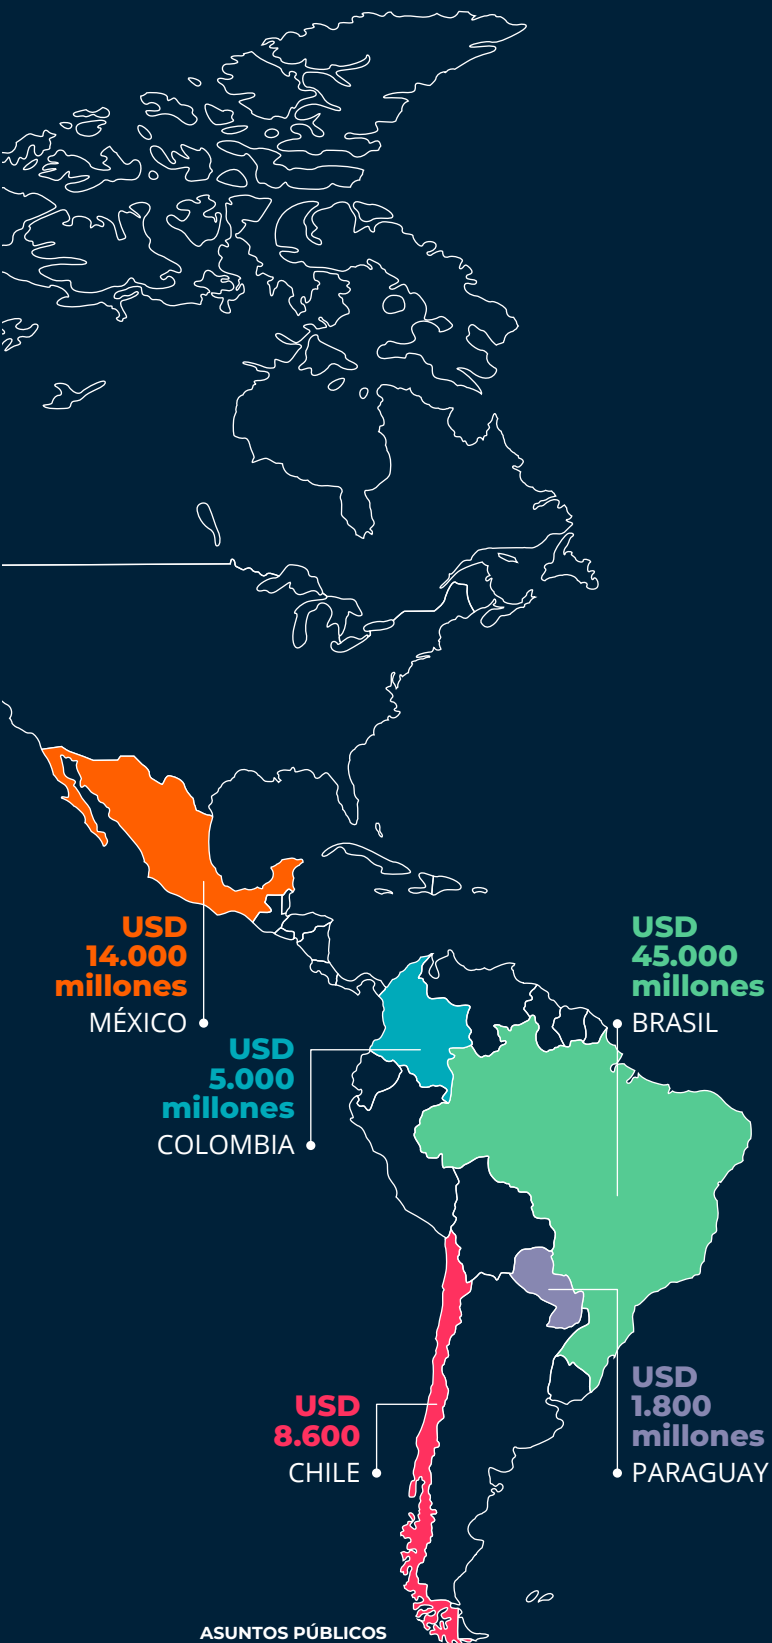 USD
14.000
millones
MÉXICO
USD
45.000
millones
BRASIL
USD
5.000
millones
COLOMBIA
USD
8.600
CHILE
USD
1.800
millones
PARAGUAY
ASUNTOS PÚBLICOS